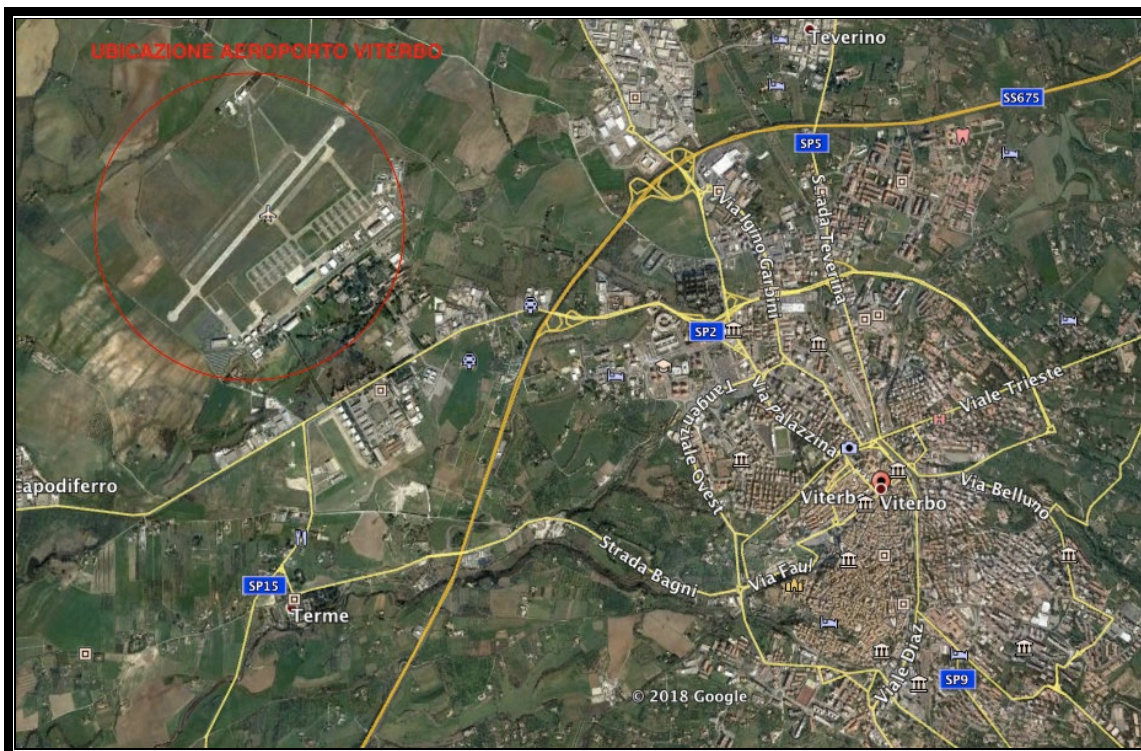 UBICAZIONE AEROPORTO VITERBO
Teverino
SS675
SP5
Strada Teverina
Via Igino Garbini
SP2
Tangenziale Ovest
Via Palazzina
Viale Trieste
Capodiferro
Viterbo
Viterbo
Via Belluno
Strada Bagni
Via Faul
SP15
Terme
Viale Diaz
SP9
© 2018 Google